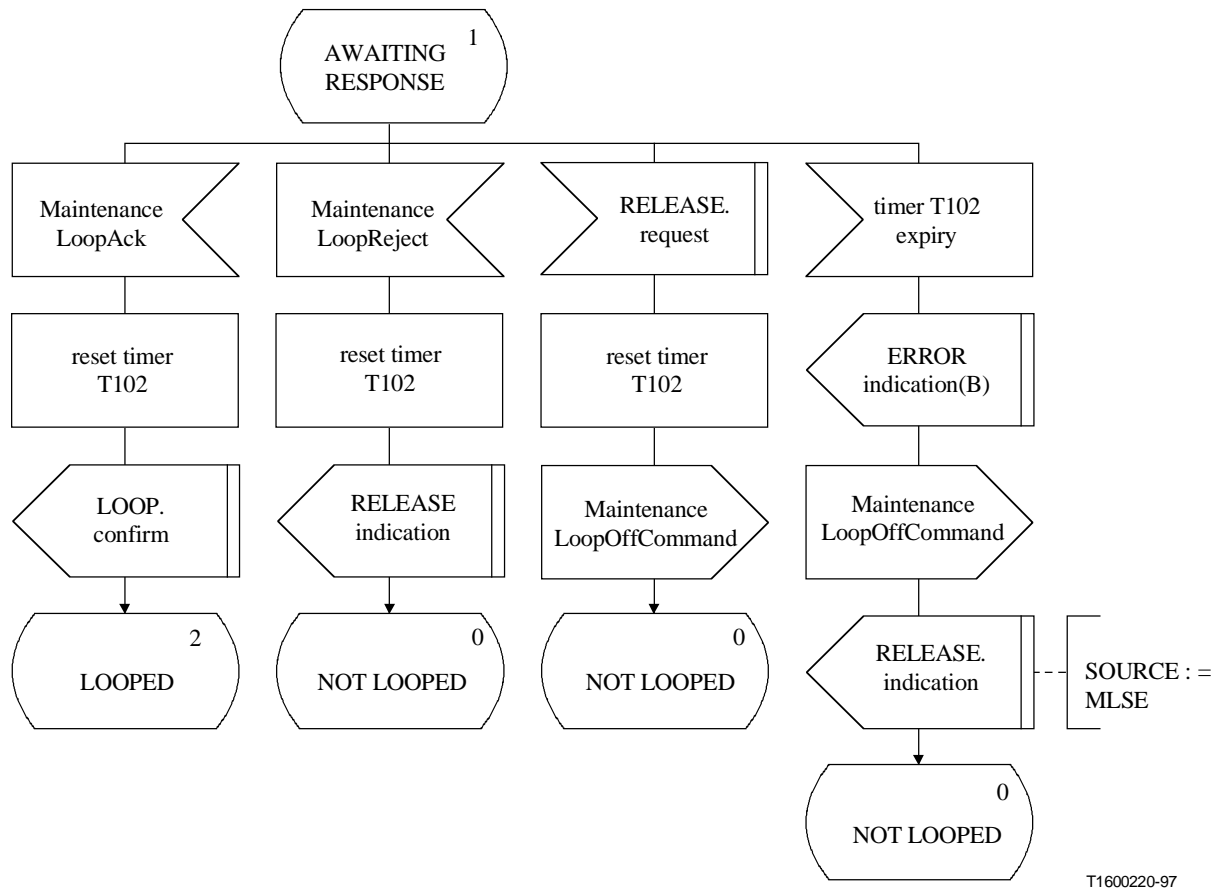 1
AWAITING
RESPONSE
Maintenance
LoopAck
Maintenance
LoopReject
RELEASE.
request
timer T102
expiry
reset timer
T102
reset timer
T102
reset timer
T102
ERROR
indication(B)
LOOP.
confirm
RELEASE
indication
Maintenance
LoopOffCommand
Maintenance
LoopOffCommand
2
LOOPED
0
NOT LOOPED
0
NOT LOOPED
RELEASE.
indication
SOURCE : =
MLSE
0
NOT LOOPED
T1600220-97